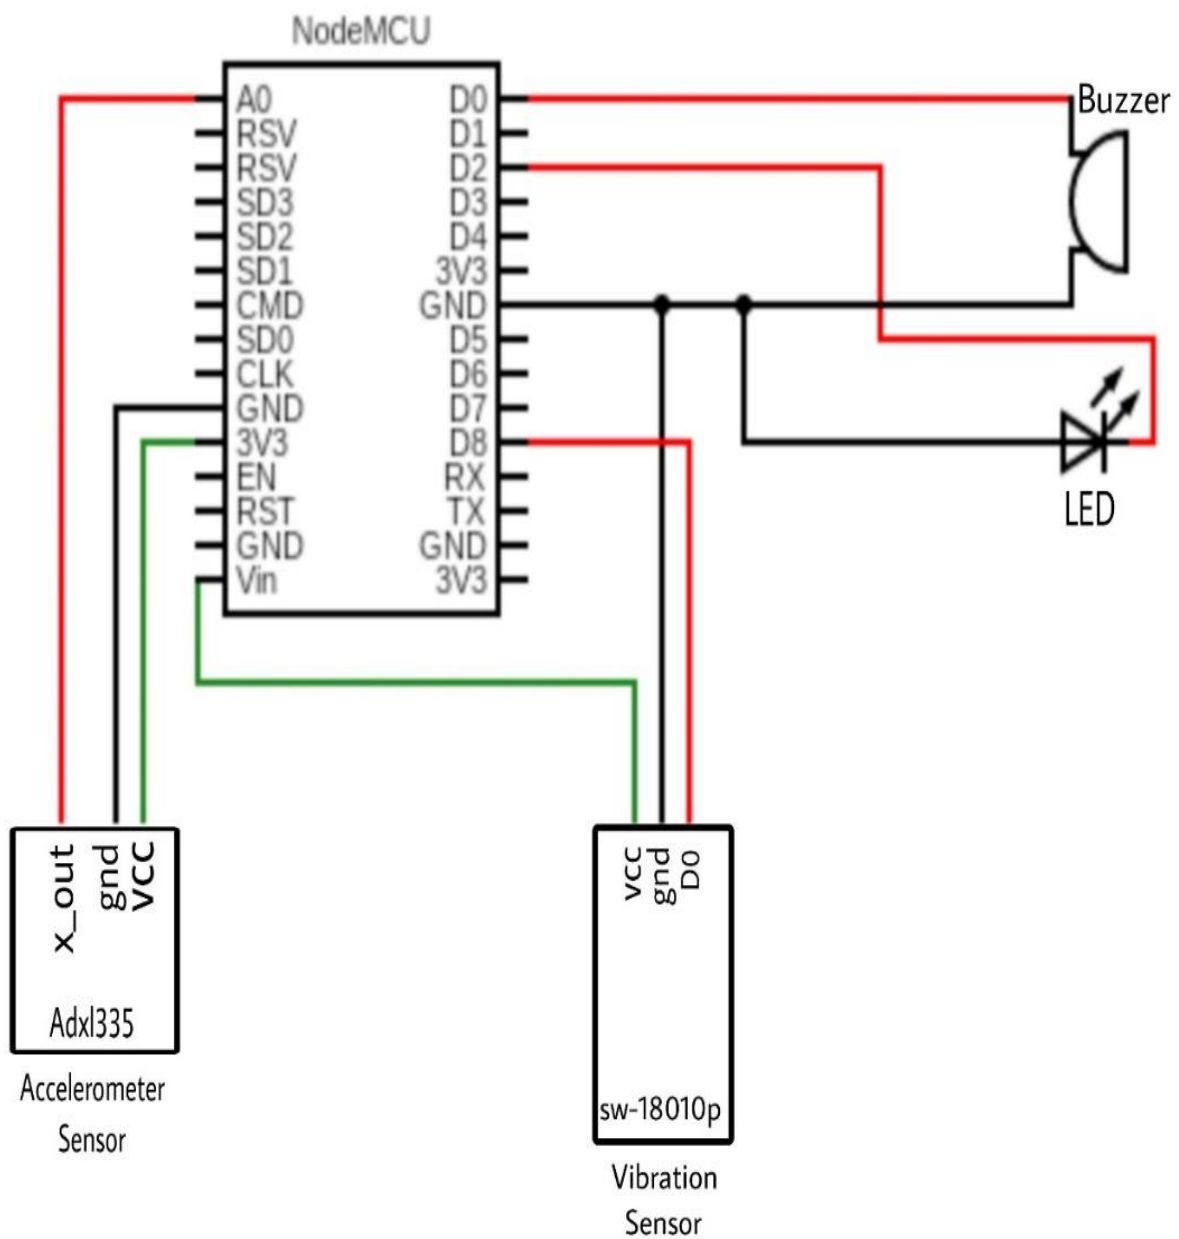 NodeMCU
A0
RSV
RSV
SD3
SD2
SD1
CMD
SD0
CLK
GND
3V3
EN
RST
GND
Vin
D0
D1
D2
D3
D4
3V3
GND
D5
D6
D7
D8
RX
TX
GND
3V3
Buzzer
LED
x_out
gnd
VCC
Adxl335
Accelerometer
Sensor
vcc
gnd
D0
sw-18010p
Vibration
Sensor